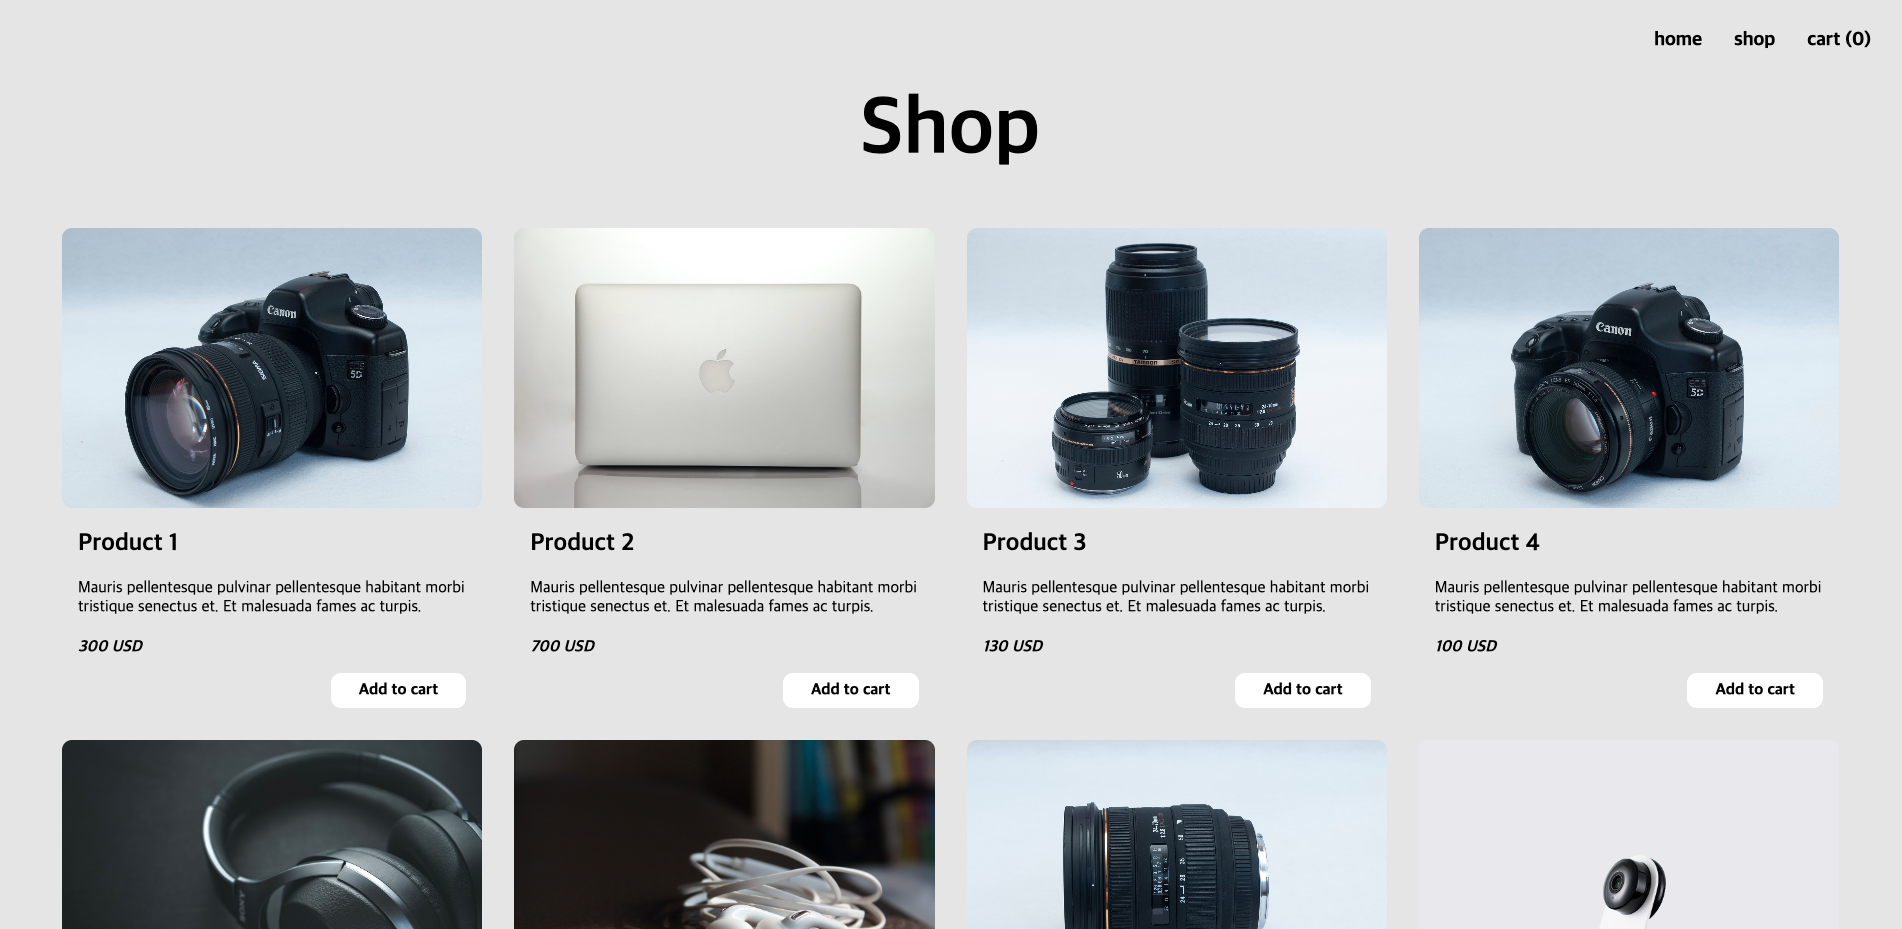 home shop cart (0)
Shop
Canon
5D
Canon
5D
TAMRON
Product 1
Product 2
Product 3
Product 4
Mauris pellentesque pulvinar pellentesque habitant morbi
tristique senectus et. Et malesuada fames ac turpis.
Mauris pellentesque pulvinar pellentesque habitant morbi
tristique senectus et. Et malesuada fames ac turpis.
Mauris pellentesque pulvinar pellentesque habitant morbi
tristique senectus et. Et malesuada fames ac turpis.
Mauris pellentesque pulvinar pellentesque habitant morbi
tristique senectus et. Et malesuada fames ac turpis.
300 USD
700 USD
130 USD
100 USD
Add to cart
Add to cart
Add to cart
Add to cart
SONY